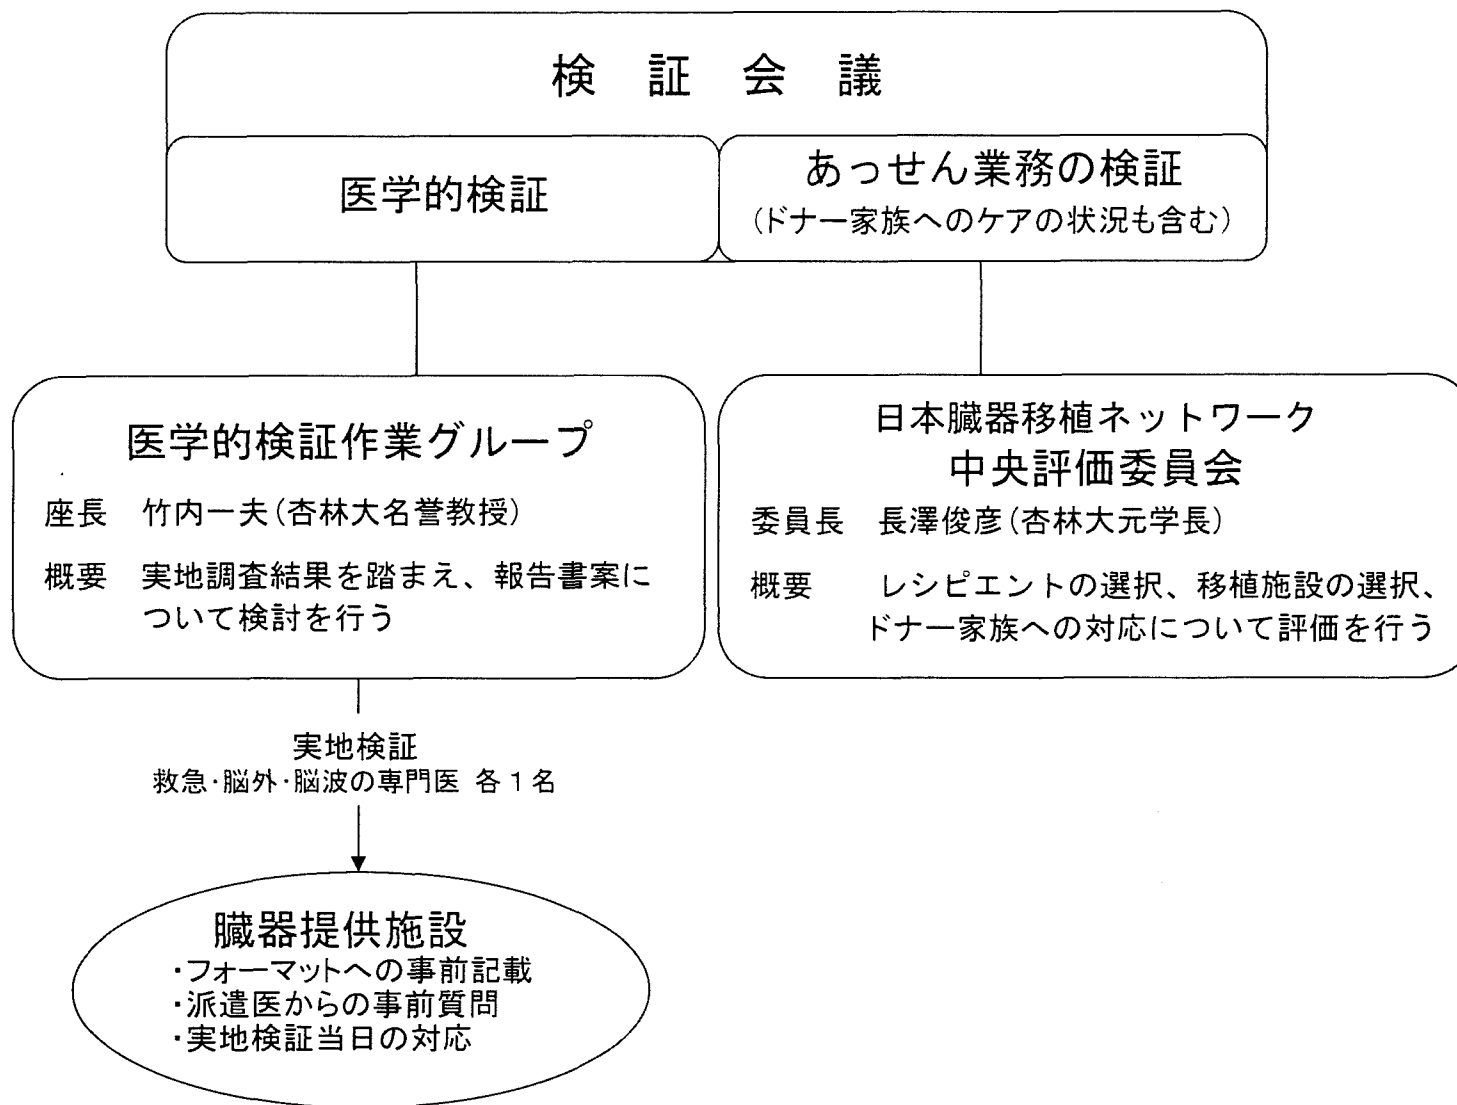 検 証 会 議
医学的検証
あっせん業務の検証
(ドナー家族へのケアの状況も含む)
医学的検証作業グループ
座長 竹内一夫(杏林大名誉教授)
概要 実地調査結果を踏まえ、報告書案に
ついて検討を行う
日本臓器移植ネットワーク
中央評価委員会
委員長 長澤俊彦(杏林大元学長)
概要 レシピエントの選択、移植施設の選択、
ドナー家族への対応について評価を行う
実地検証
救急・脳外・脳波の専門医 各1名
臓器提供施設
・フォーマットへの事前記載
・派遣医からの事前質問
・実地検証当日の対応